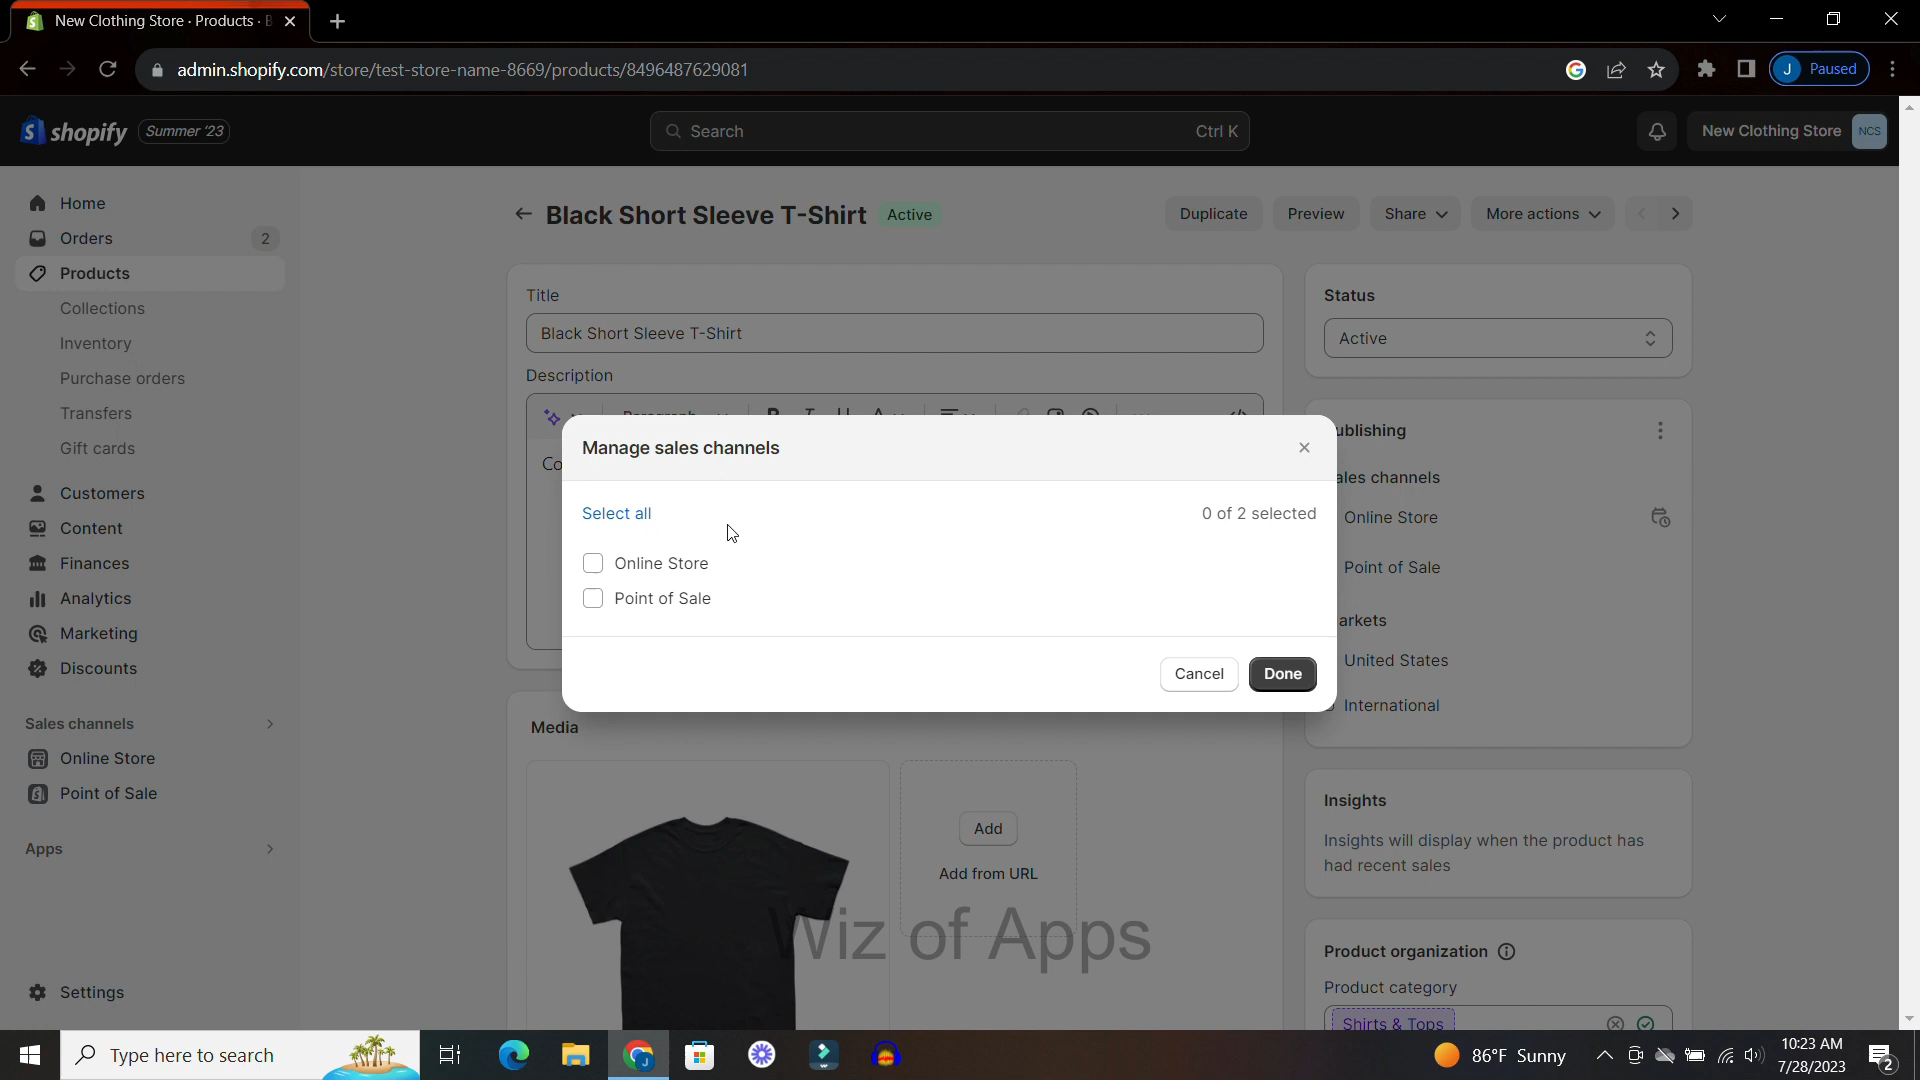 New Clothing Store · Products · B
admin.shopify.com/store/test-store-name-8669/products/8496487629081
J Paused
shopify Summer '23
Search Ctrl K
New Clothing Store NCS
Home
Orders 2
Products
Collections
Inventory
Purchase orders
Transfers
Gift cards
Customers
Content
Finances
Analytics
Marketing
Discounts
Sales channels
Online Store
Point of Sale
Apps
Settings
Black Short Sleeve T-Shirt Active
Duplicate Preview Share More actions
Title
Black Short Sleeve T-Shirt
Description
Co
Manage sales channels
Select all 0 of 2 selected
Online Store
Point of Sale
Cancel Done
Media
Add
Add from URL
Wiz of Apps
Status
Active
ublishing
ales channels
Online Store
Point of Sale
arkets
United States
International
Insights
Insights will display when the product has
had recent sales
Product organization
Product category
Shirts & Tops
Type here to search
86°F Sunny
10:23 AM
7/28/2023
2